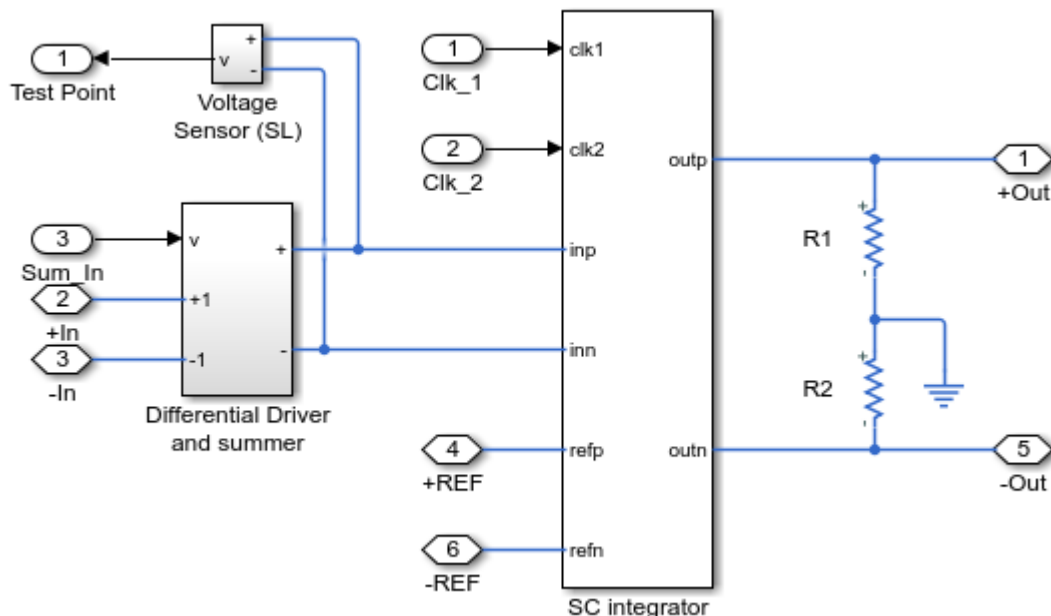 1
Test Point
v
+
-
Voltage
Sensor (SL)
1
Clk_1
clk1
2
Clk_2
clk2
3
Sum_In
v
2
+In
+1
3
-In
-1
+
-
Differential Driver
and summer
inp
inn
4
+REF
refp
6
-REF
refn
outp
outn
SC integrator
1
+Out
+
R1
-
+
R2
-
5
-Out